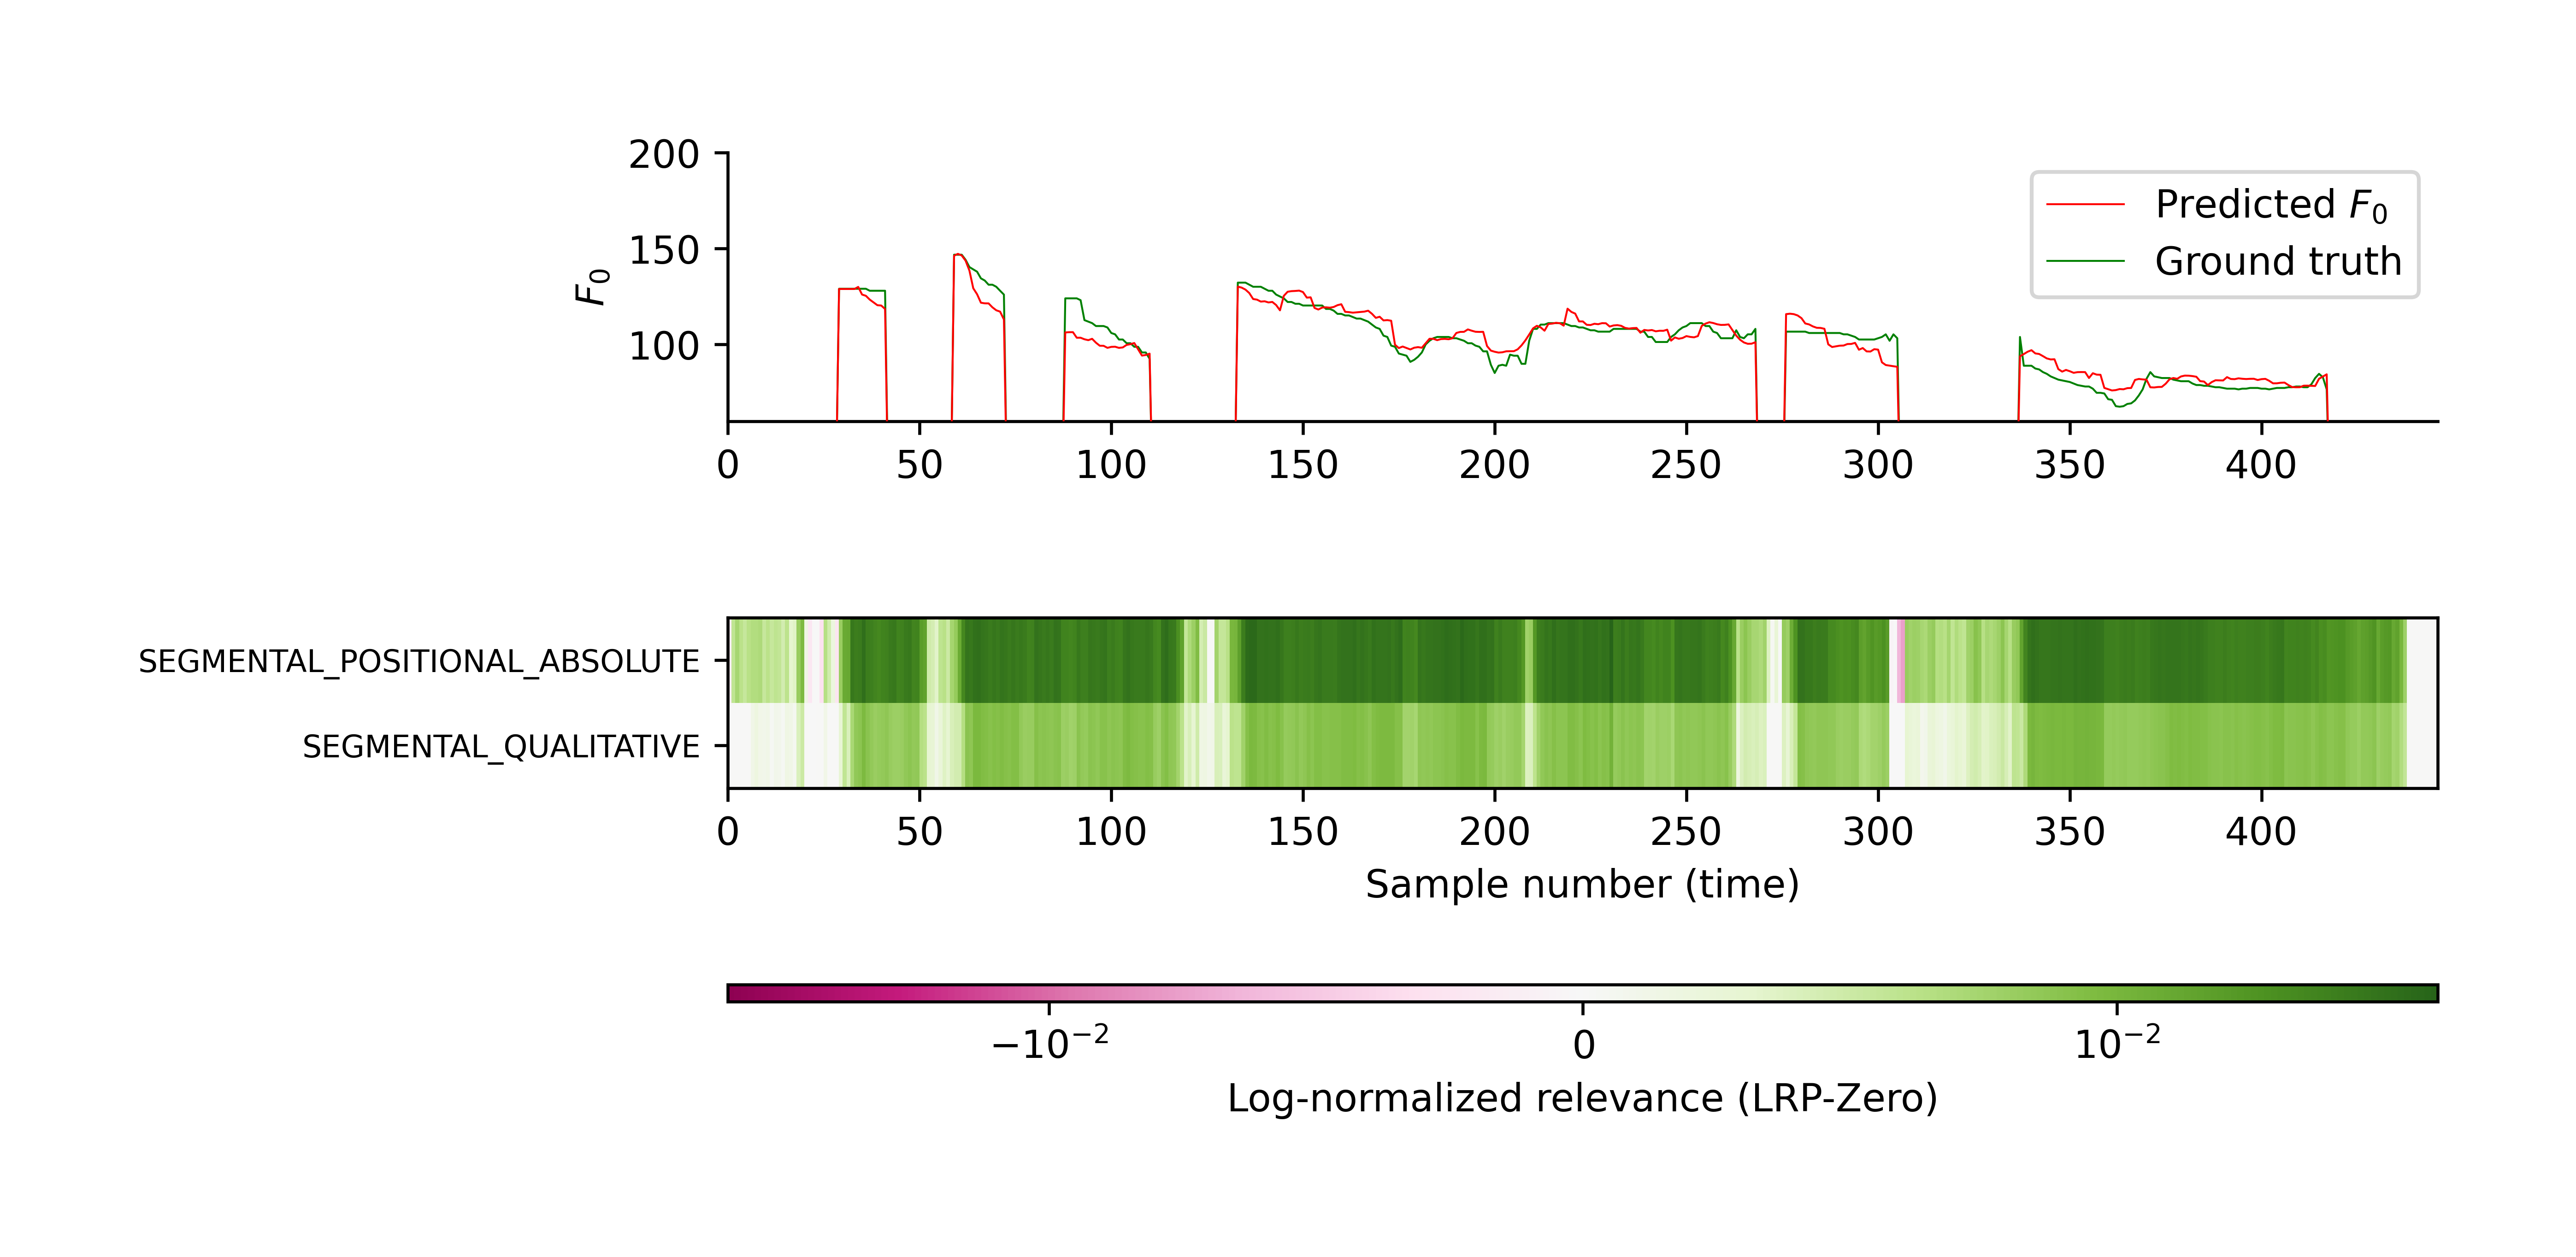 200
150
100
F₀
Predicted F₀
Ground truth
0 50 100 150 200 250 300 350 400
SEGMENTAL_POSITIONAL_ABSOLUTE
SEGMENTAL_QUALITATIVE
0 50 100 150 200 250 300 350 400
Sample number (time)
−10⁻² 0 10⁻²
Log-normalized relevance (LRP-Zero)